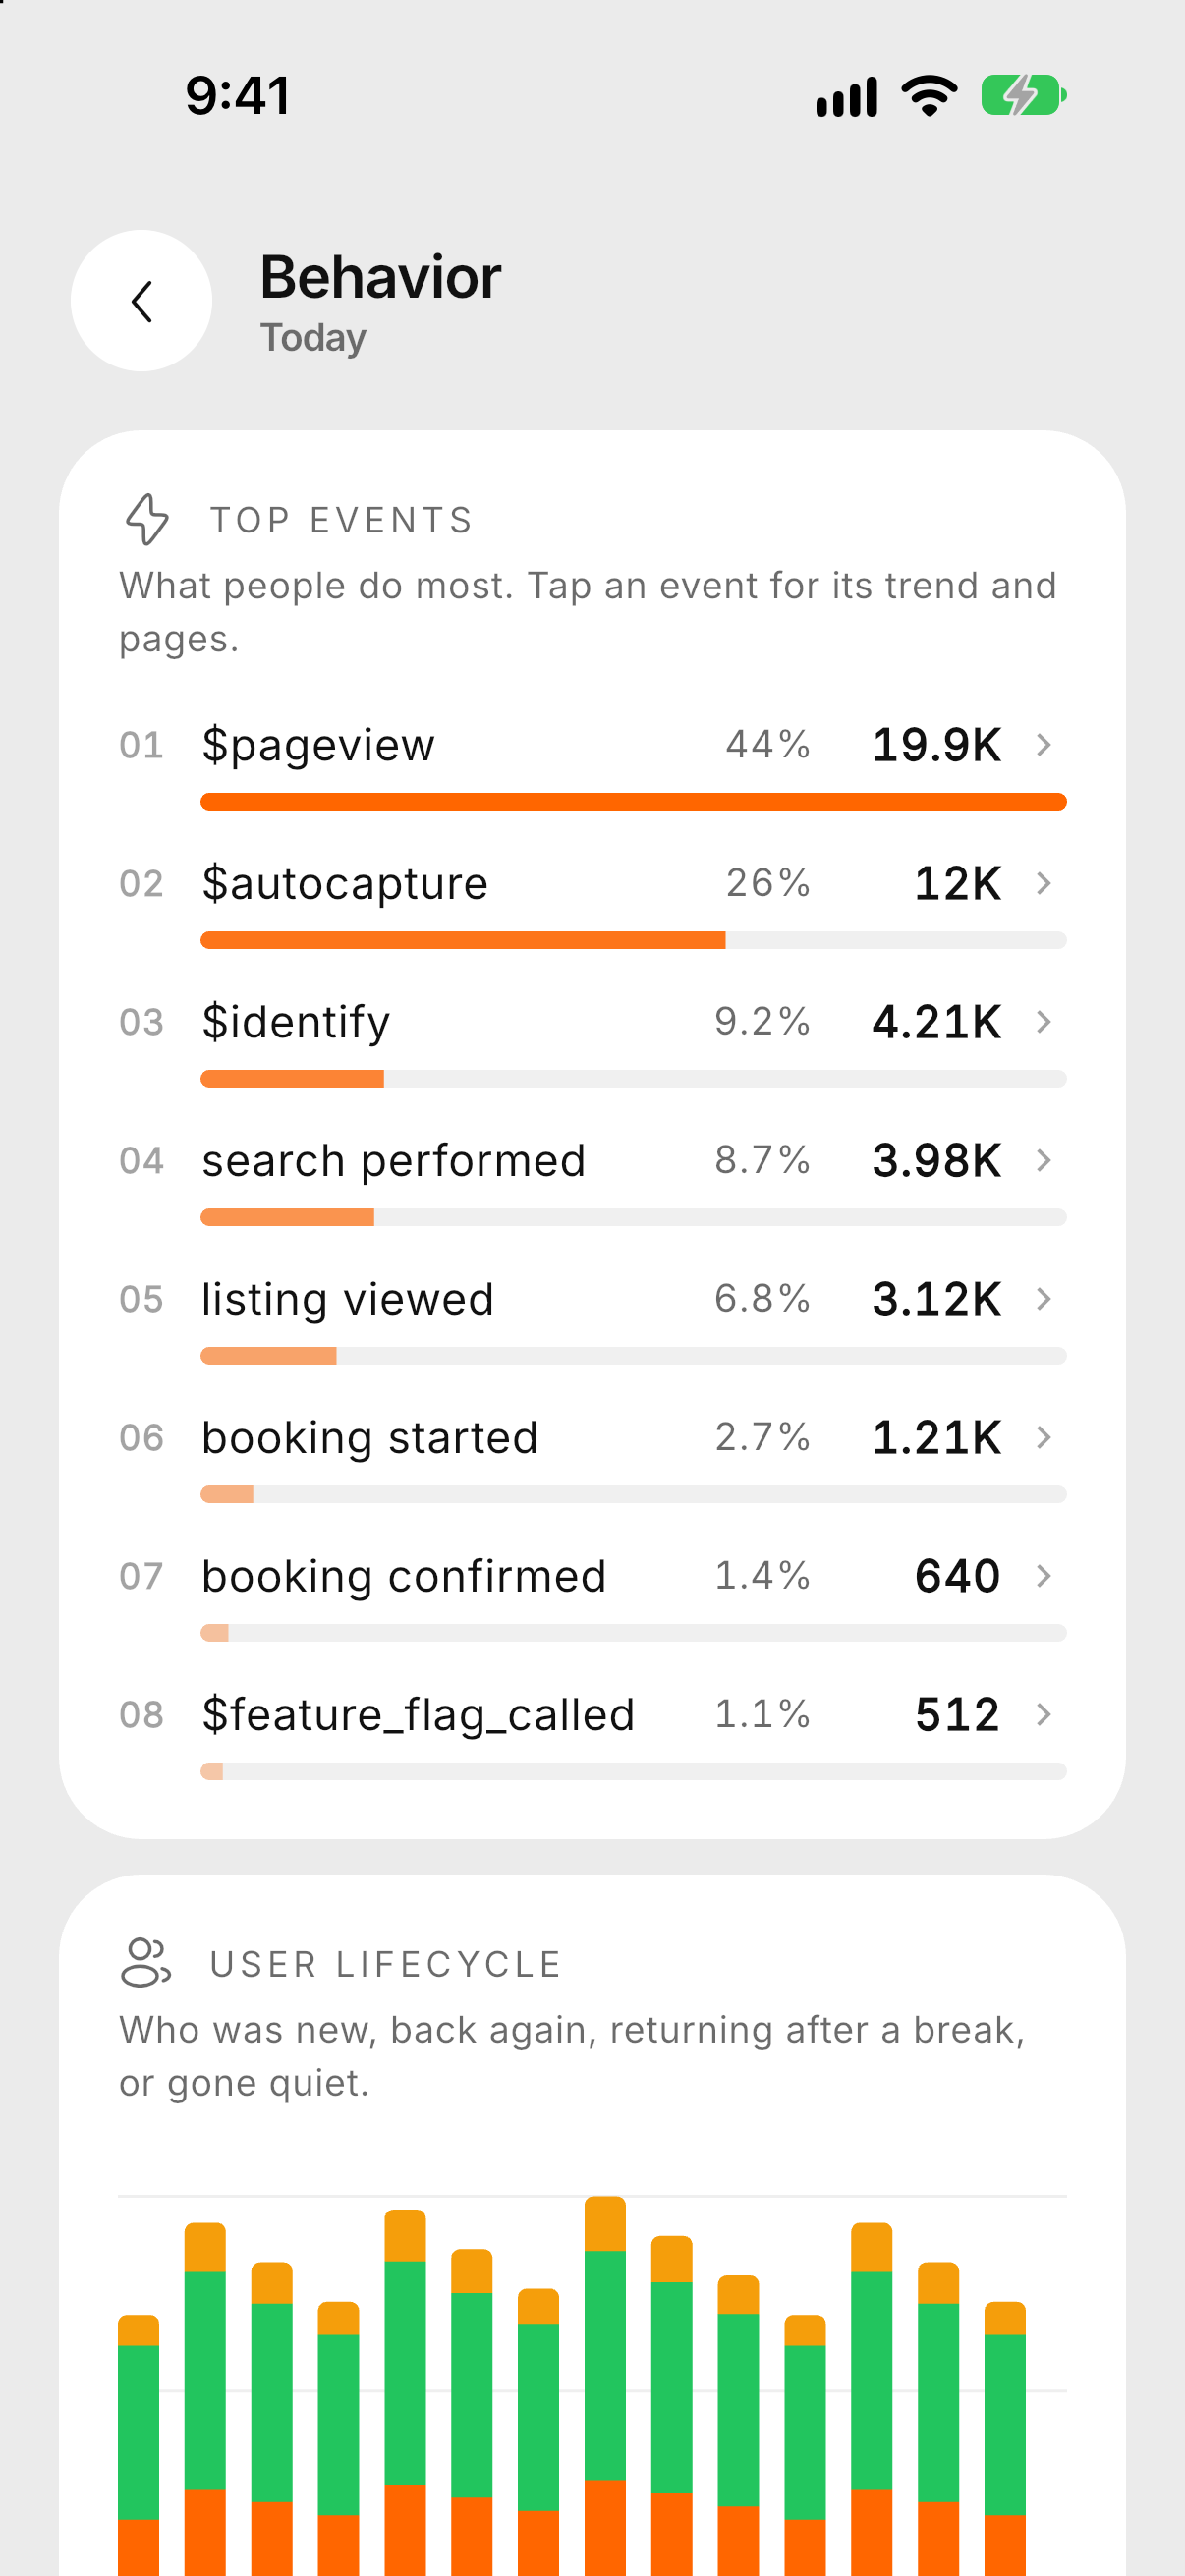 9:41
Behavior
Today
TOP EVENTS
What people do most. Tap an event for its trend and
pages.
01 $pageview 44% 19.9K
02 $autocapture 26% 12K
03 $identify 9.2% 4.21K
04 search performed 8.7% 3.98K
05 listing viewed 6.8% 3.12K
06 booking started 2.7% 1.21K
07 booking confirmed 1.4% 640
08 $feature_flag_called 1.1% 512
USER LIFECYCLE
Who was new, back again, returning after a break,
or gone quiet.